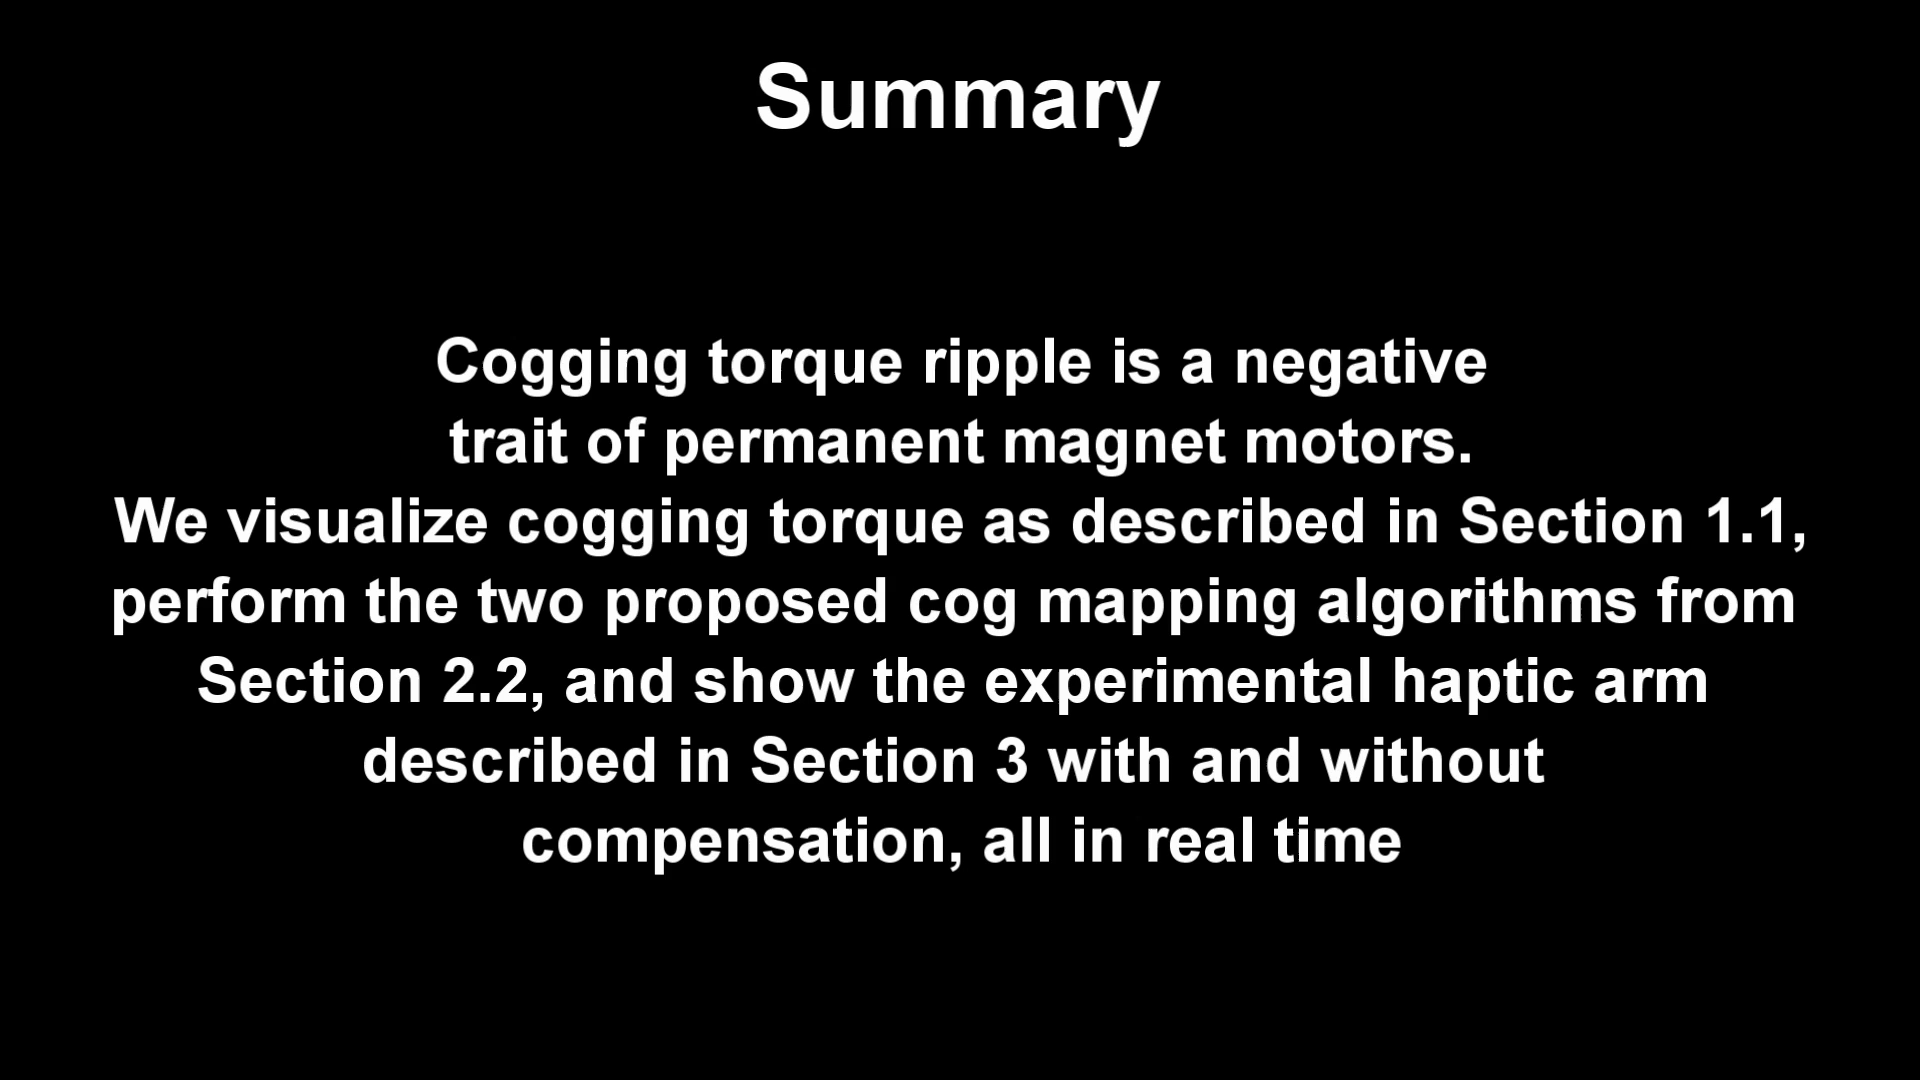 Summary
Cogging torque ripple is a negative
trait of permanent magnet motors.
We visualize cogging torque as described in Section 1.1,
perform the two proposed cog mapping algorithms from
Section 2.2, and show the experimental haptic arm
described in Section 3 with and without
compensation, all in real time